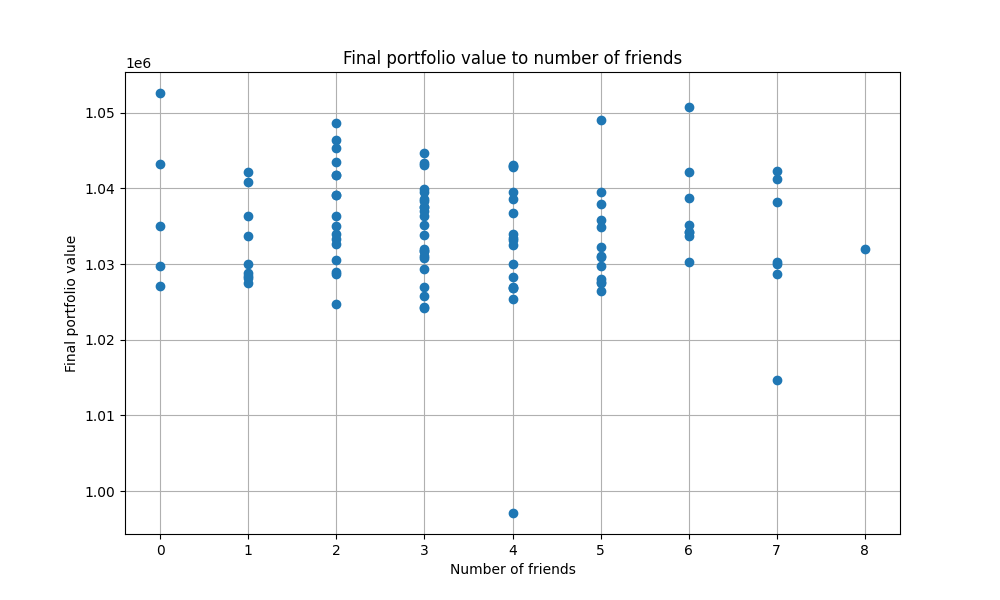 Final portfolio value to number of friends
1e6
1.05
1.04
1.03
1.02
1.01
1.00
Final portfolio value
0 1 2 3 4 5 6 7 8
Number of friends